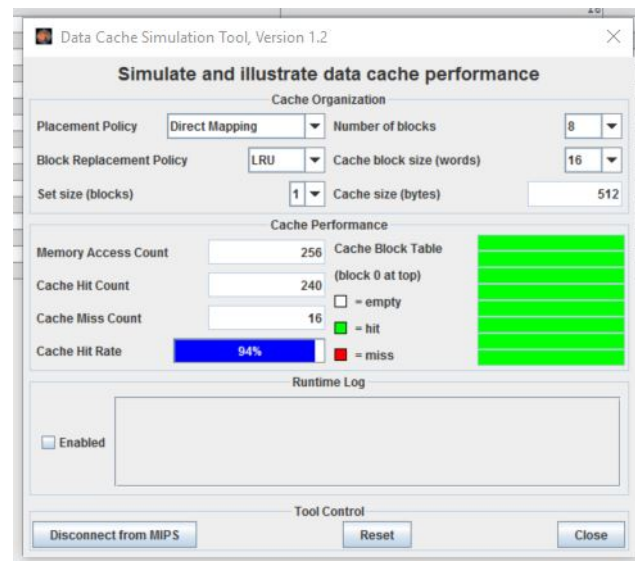 Data Cache Simulation Tool, Version 1.2
Simulate and illustrate data cache performance
Cache Organization
Placement Policy Direct Mapping Number of blocks 8
Block Replacement Policy LRU Cache block size (words) 16
Set size (blocks) 1 Cache size (bytes) 512
Cache Performance
Memory Access Count 256 Cache Block Table
Cache Hit Count 240 (block 0 at top)
= empty
Cache Miss Count 16 = hit
Cache Hit Rate 94% = miss
Runtime Log
Enabled
Tool Control
Disconnect from MIPS Reset Close